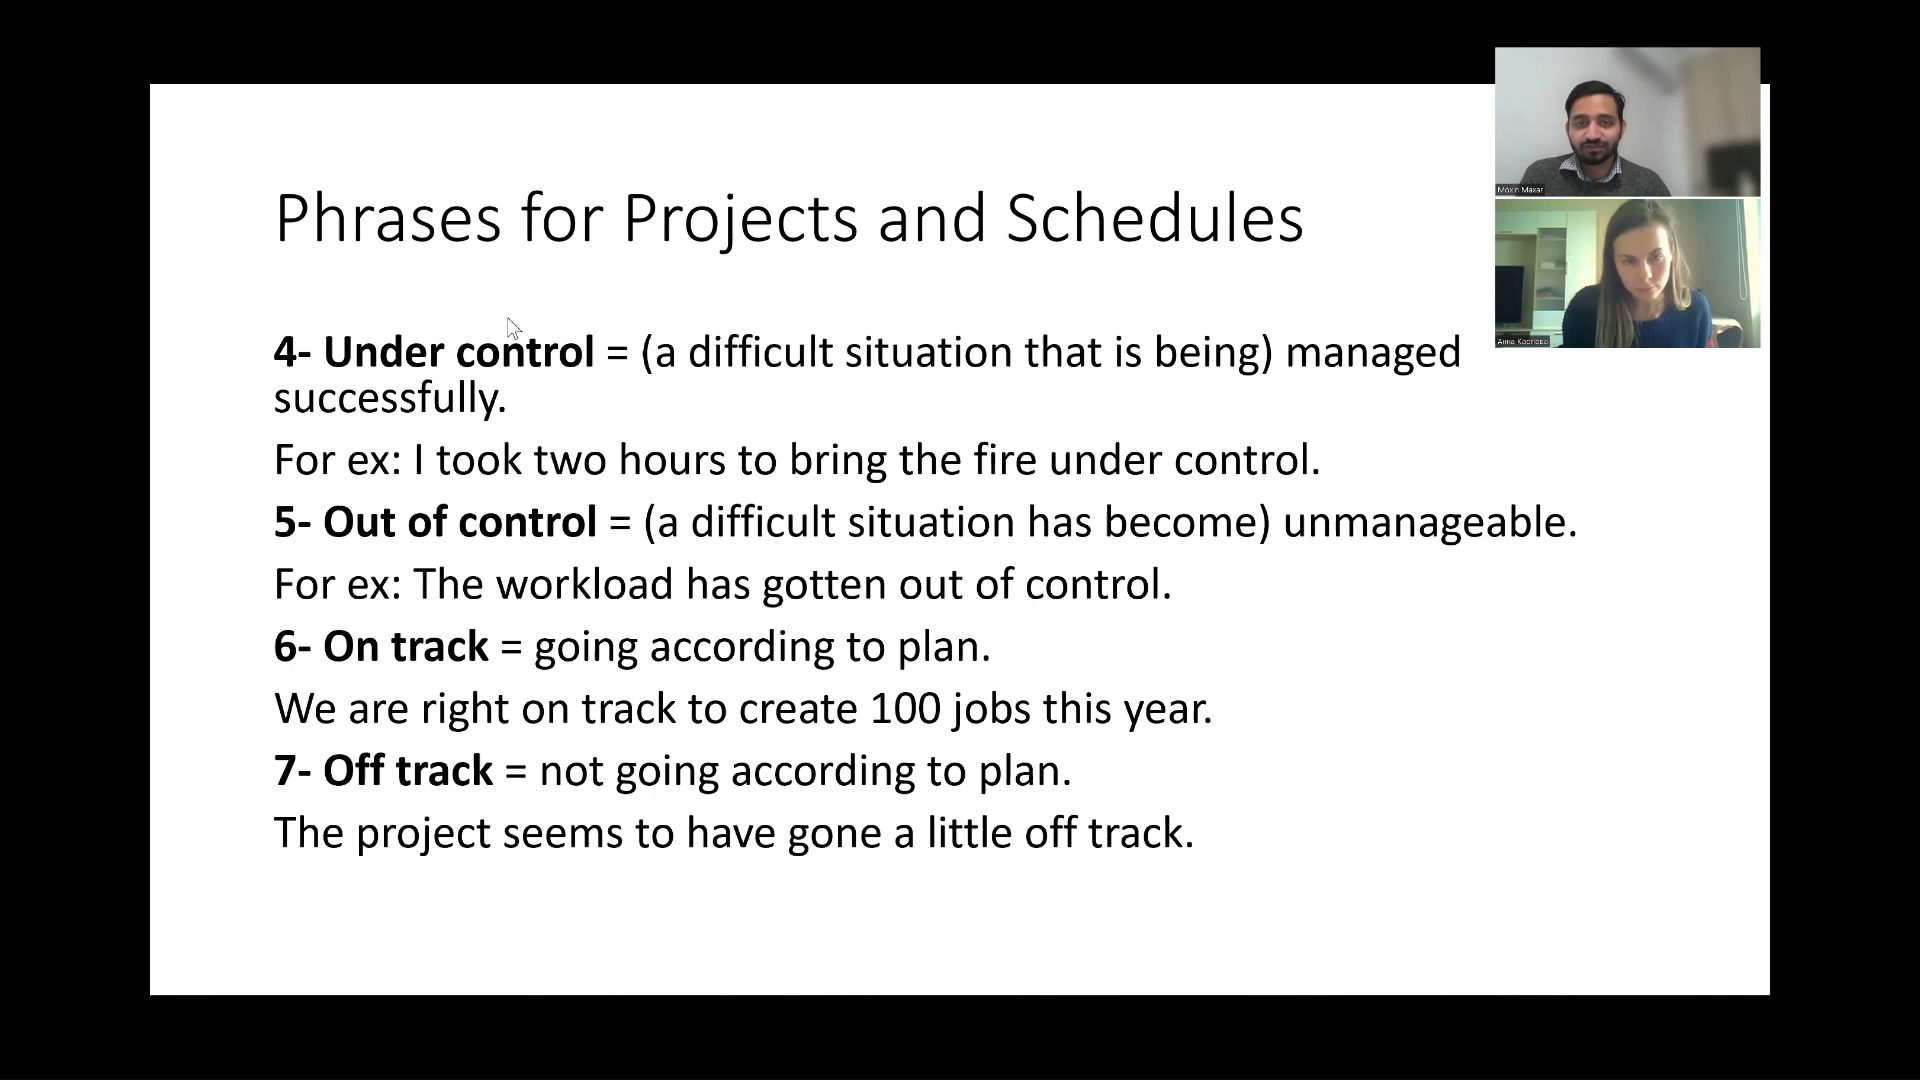 Phrases for Projects and Schedules
4- Under control = (a difficult situation that is being) managed
successfully.
For ex: I took two hours to bring the fire under control.
5- Out of control = (a difficult situation has become) unmanageable.
For ex: The workload has gotten out of control.
6- On track = going according to plan.
We are right on track to create 100 jobs this year.
7- Off track = not going according to plan.
The project seems to have gone a little off track.
Анна